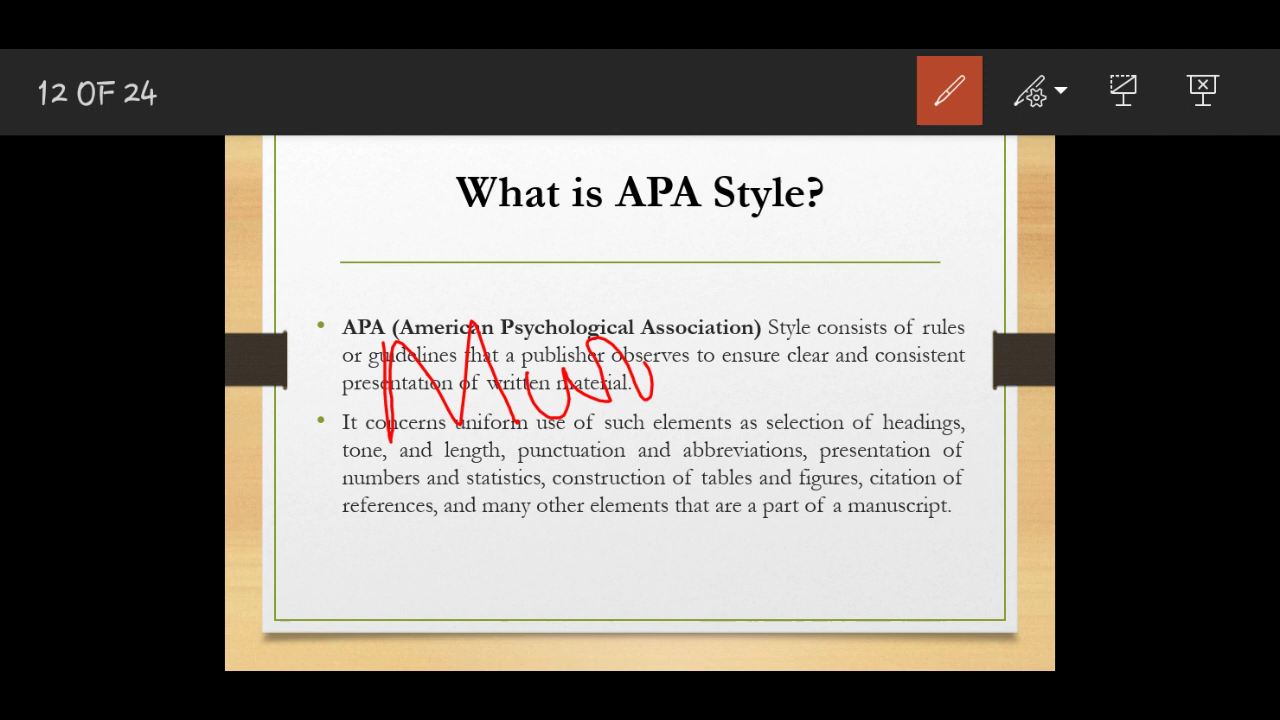 12 OF 24
What is APA Style?
• APA (American Psychological Association) Style consists of rules
or guidelines that a publisher observes to ensure clear and consistent
presentation of written material.
• It concerns uniform use of such elements as selection of headings,
tone, and length, punctuation and abbreviations, presentation of
numbers and statistics, construction of tables and figures, citation of
references, and many other elements that are a part of a manuscript.